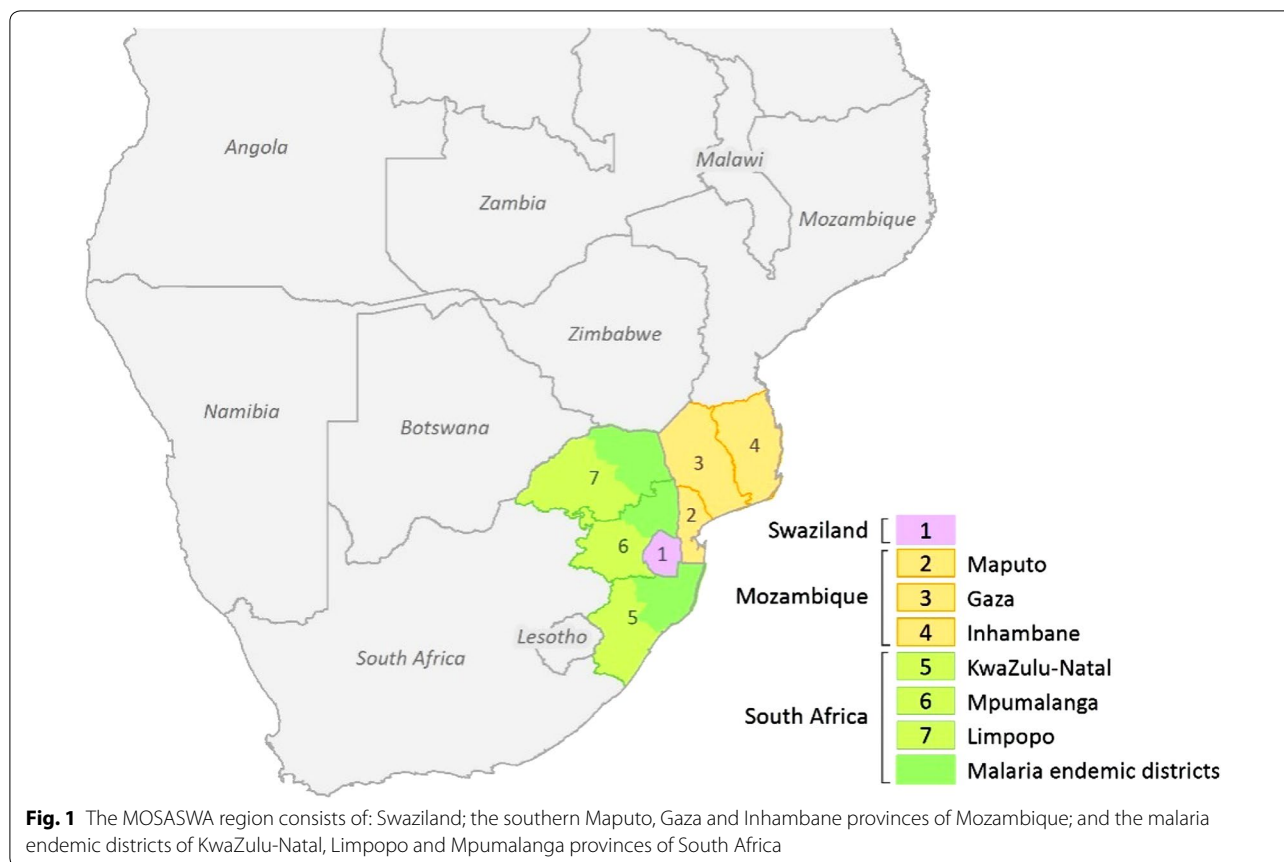 Angola
Malawi
Zambia
Mozambique
Zimbabwe
Namibia
Botswana
4
3
7
2
Swaziland
1
6
1
2
Maputo
Mozambique
3
Gaza
5
Lesotho
4
Inhambane
South Africa
5
KwaZulu-Natal
6
Mpumalanga
South Africa
7
Limpopo
Malaria endemic districts
Fig. 1 The MOSASWA region consists of: Swaziland; the southern Maputo, Gaza and Inhambane provinces of Mozambique; and the malaria
endemic districts of KwaZulu-Natal, Limpopo and Mpumalanga provinces of South Africa